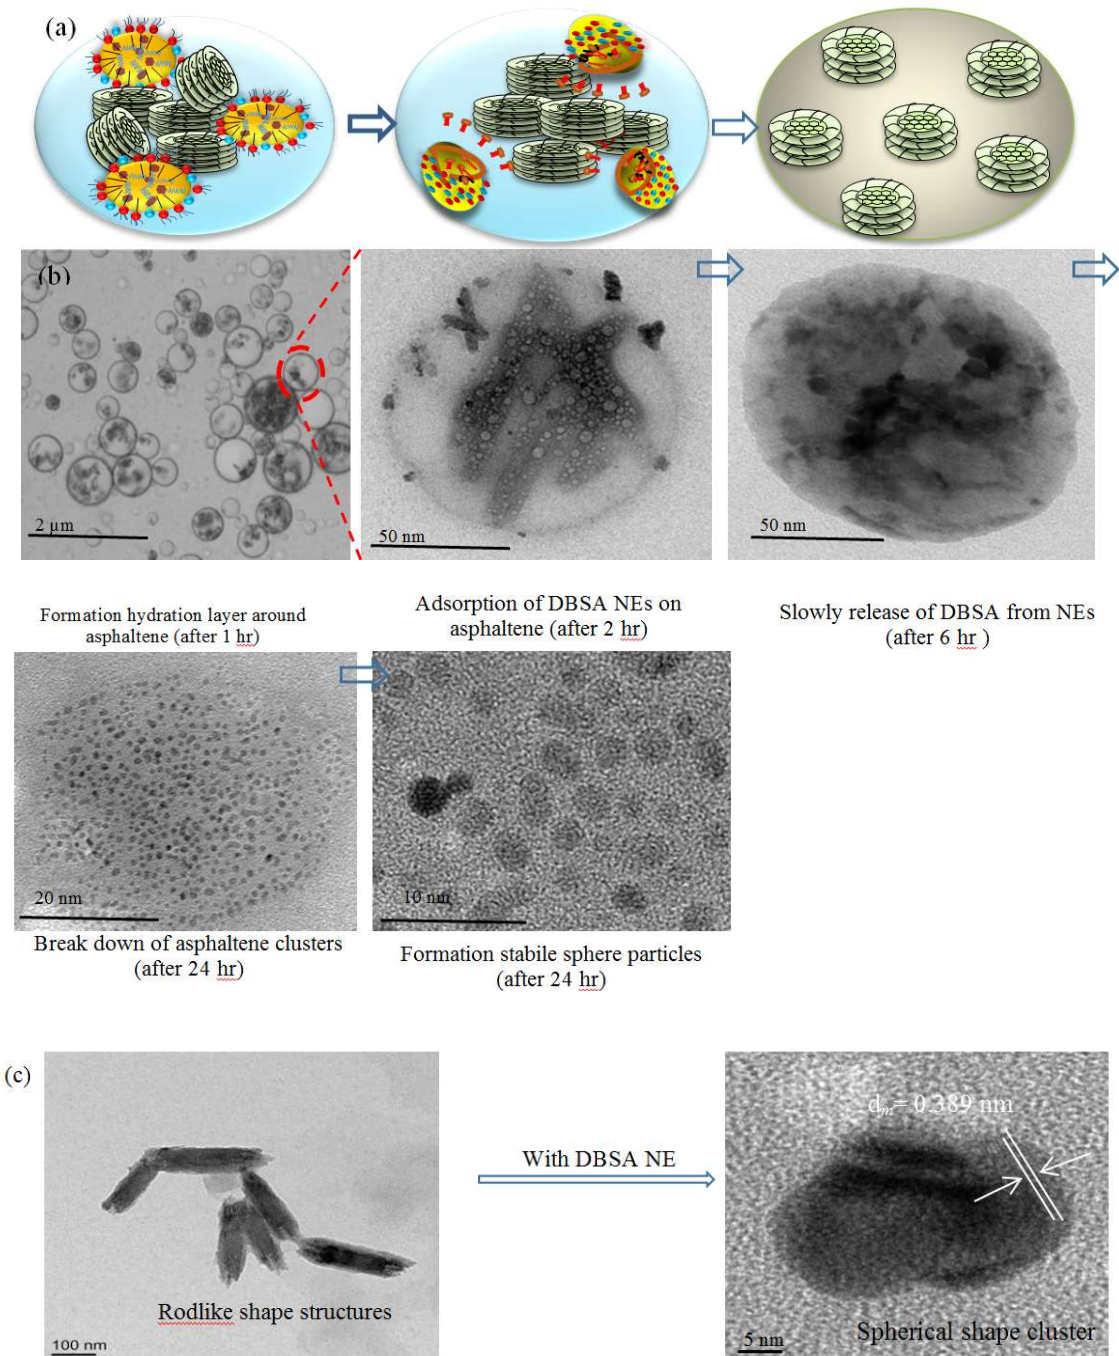 (a)
(b)
2 µm
50 nm
50 nm
Formation hydration layer around
asphaltene (after 1 hr)
Adsorption of DBSA NEs on
asphaltene (after 2 hr)
Slowly release of DBSA from NEs
(after 6 hr )
20 nm
10 nm
Break down of asphaltene clusters
(after 24 hr)
Formation stabile sphere particles
(after 24 hr)
(c)
Rodlike shape structures
100 nm
With DBSA NE
dm= 0.389 nm
Spherical shape cluster
5 nm